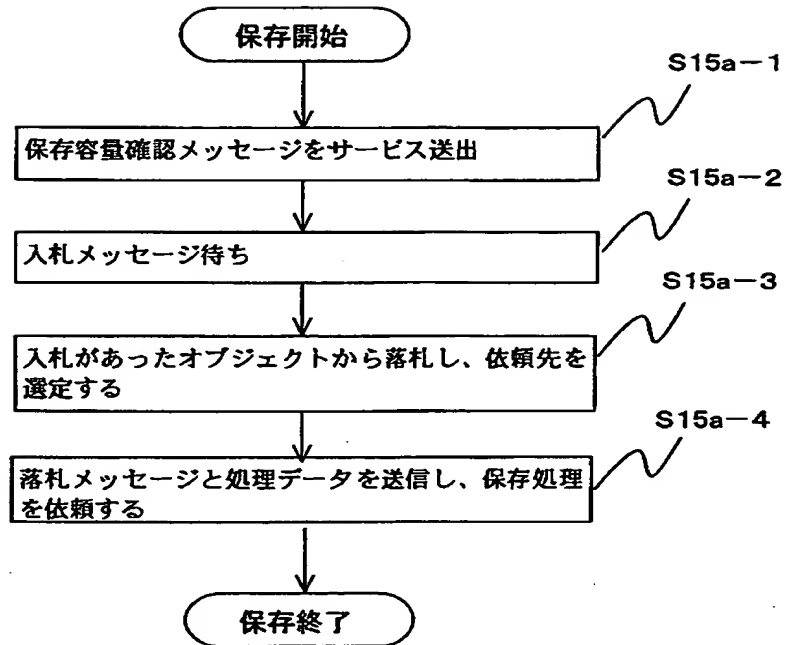 保存開始
S15a－1
保存容量確認メッセージをサービス送出
S15a－2
入札メッセージ待ち
S15a－3
入札があったオブジェクトから落札し、依頼先を
選定する
S15a－4
落札メッセージと処理データを送信し、保存処理
を依頼する
保存終了